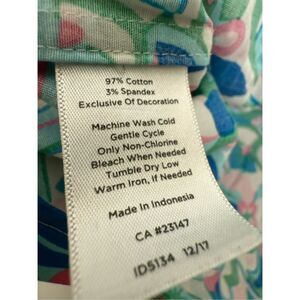 97% Cotton
3% Spandex
Exclusive Of Decoration
Machine Wash Cold
Gentle Cycle
Only Non-Chlorine
Bleach When Needed
Tumble Dry Low
Warm Iron, If Needed
Made In Indonesia
CA #23147
ID5134 12/17